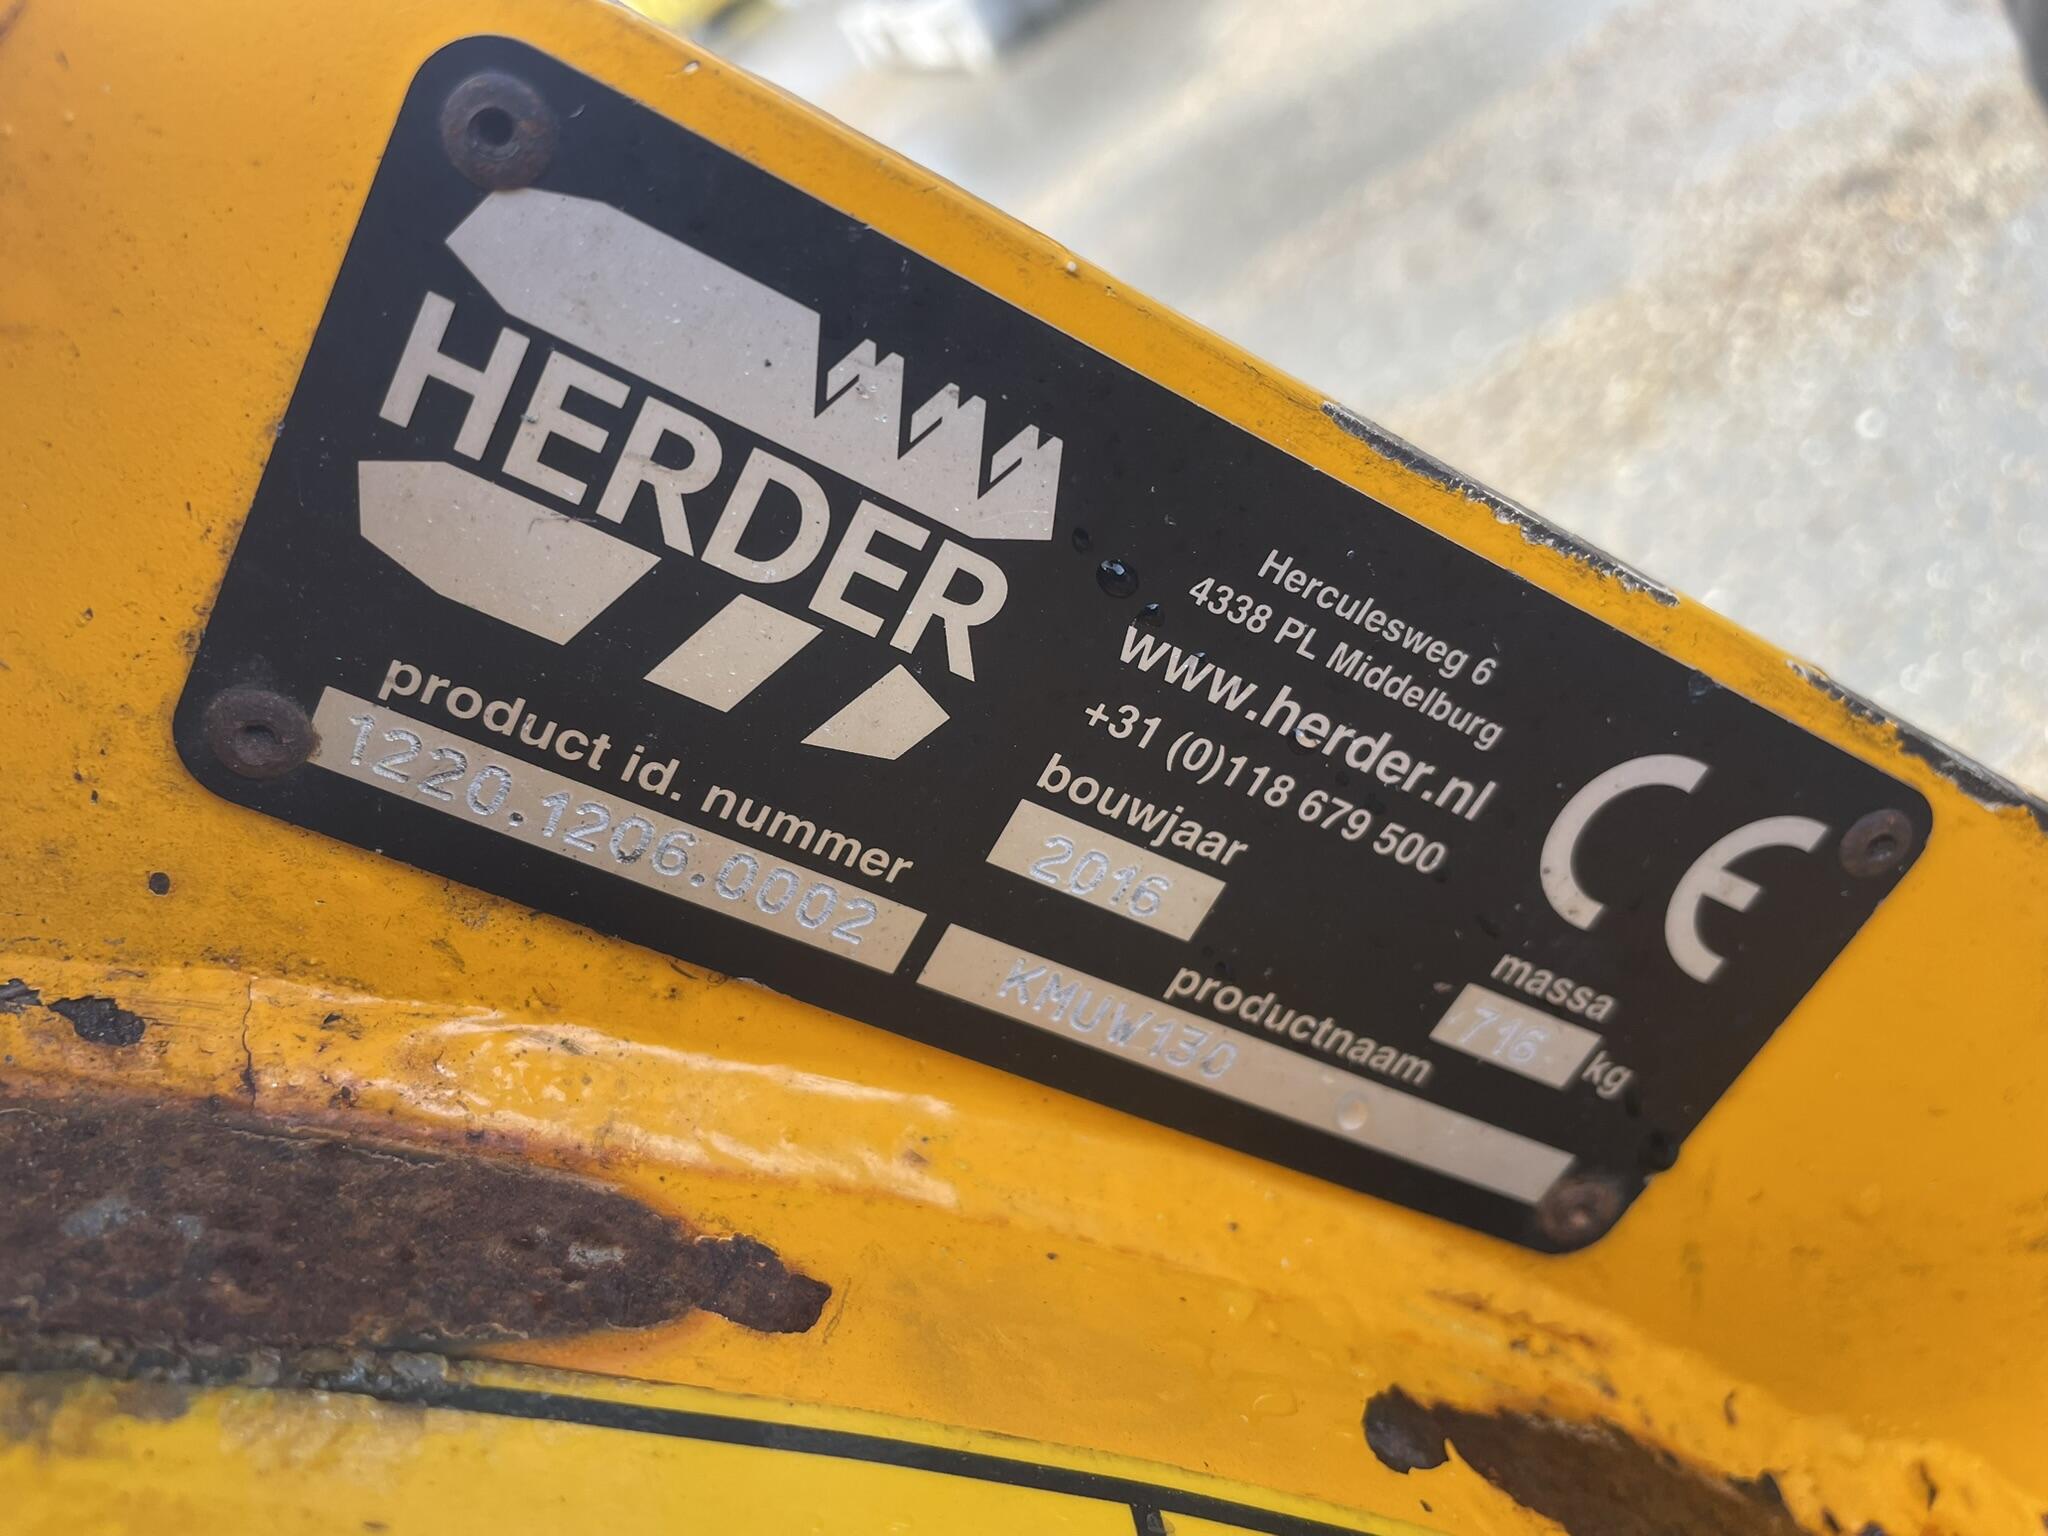 HERDER
Herculesweg 6
4338 PL Middelburg
www.herder.nl
+31 (0)118 679 500
product id. nummer
1220.1206.0002
bouwjaar
2016
CE
massa
716 kg
productnaam
KMUW130